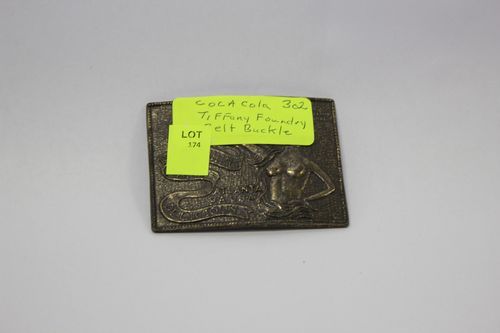 COCA Cola 302
Tiffany Foundry
Belt Buckle
LOT
174